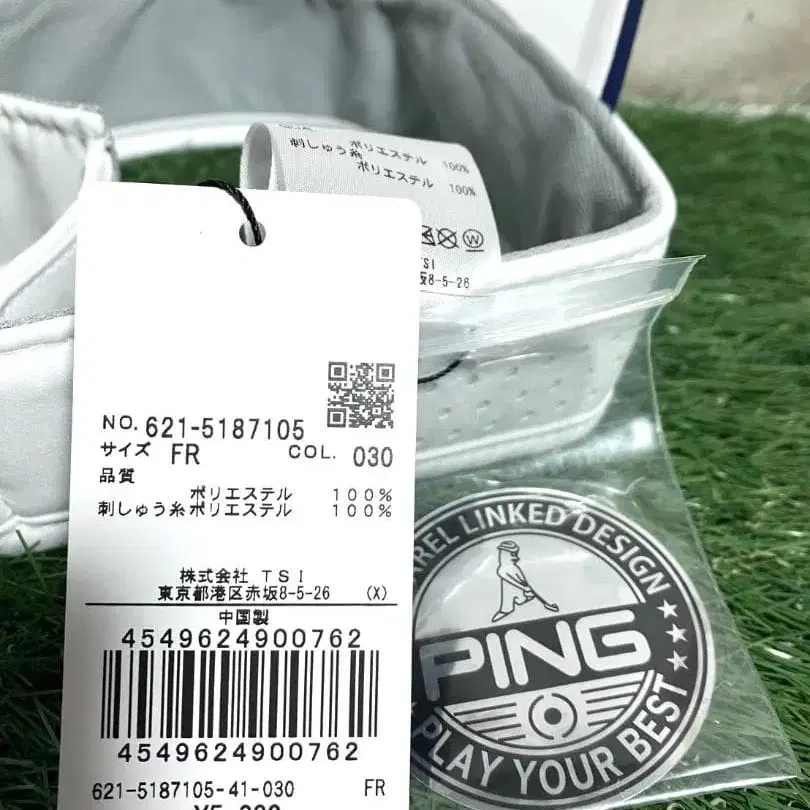 ポリエステル 100%
刺しゅう糸
ポリエステル 100%
W
TSI
坂8-5-26
NO. 621-5187105
サイズ FR COL. 030
品質
ポリエステル 100%
刺しゅう糸ポリエステル 100%
株式会社 TSI
東京都港区赤坂8-5-26 (X)
中国製
4549624900762
4549624900762
621-5187105-41-030 FR
LINKED DESIGN
PING
PLAY YOUR BEST